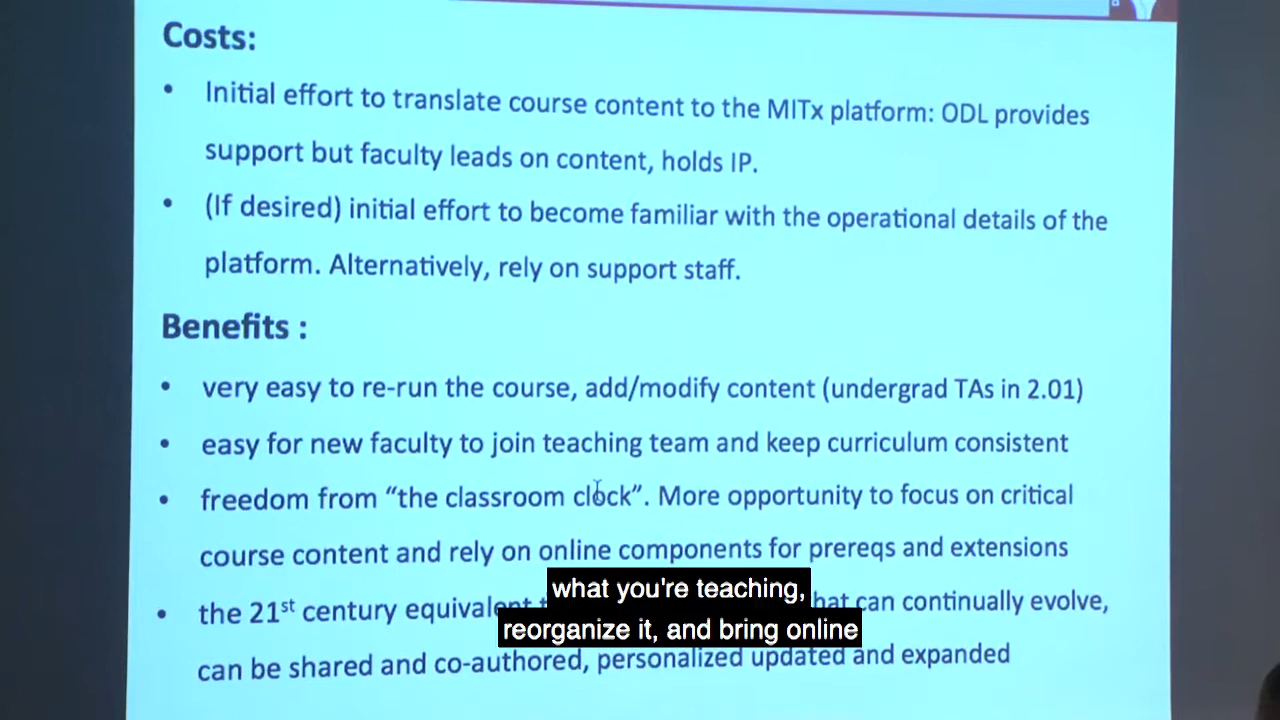 Costs:
• Initial effort to translate course content to the MITx platform: ODL provides
support but faculty leads on content, holds IP.
• (If desired) initial effort to become familiar with the operational details of the
platform. Alternatively, rely on support staff.
Benefits :
• very easy to re-run the course, add/modify content (undergrad TAs in 2.01)
• easy for new faculty to join teaching team and keep curriculum consistent
• freedom from “the classroom clock”. More opportunity to focus on critical
course content and rely on online components for prereqs and extensions
• the 21st century equivalent can continually evolve,
can be shared and co-authored, personalized updated and expanded
what you're teaching,
reorganize it, and bring online